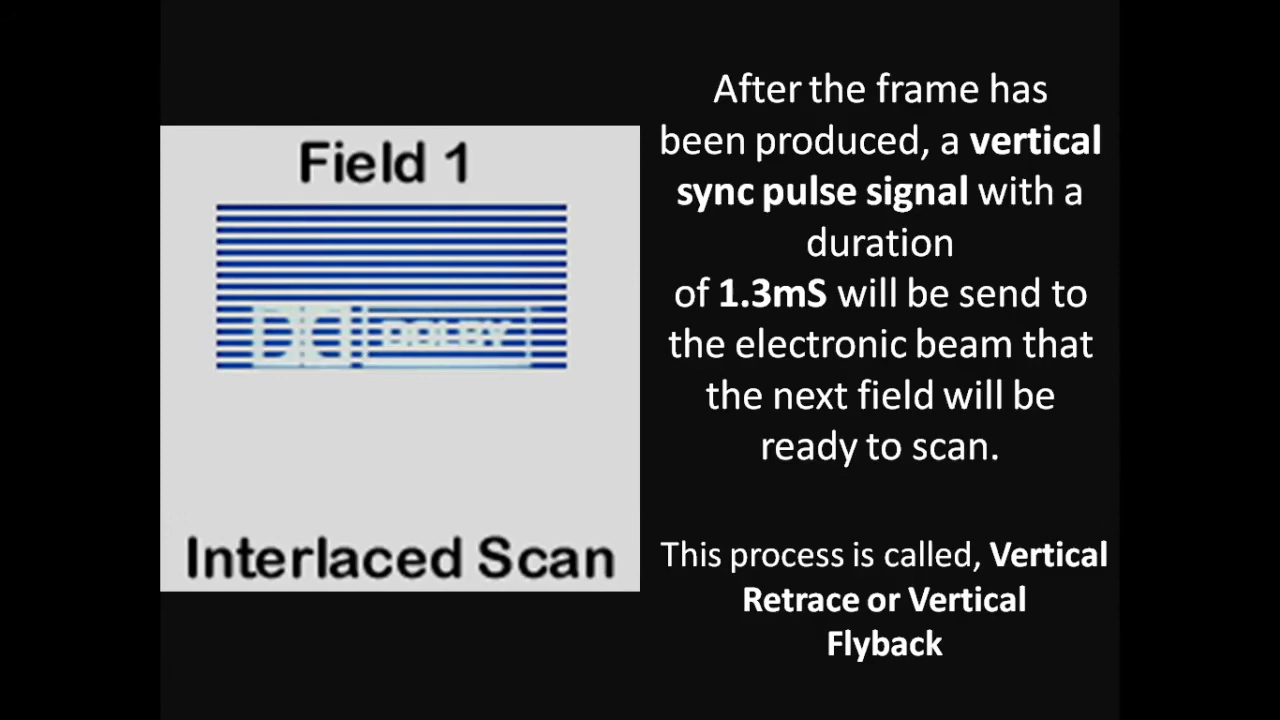 Field 1
DOLBY
Interlaced Scan
After the frame has
been produced, a vertical
sync pulse signal with a
duration
of 1.3mS will be send to
the electronic beam that
the next field will be
ready to scan.
This process is called, Vertical
Retrace or Vertical
Flyback